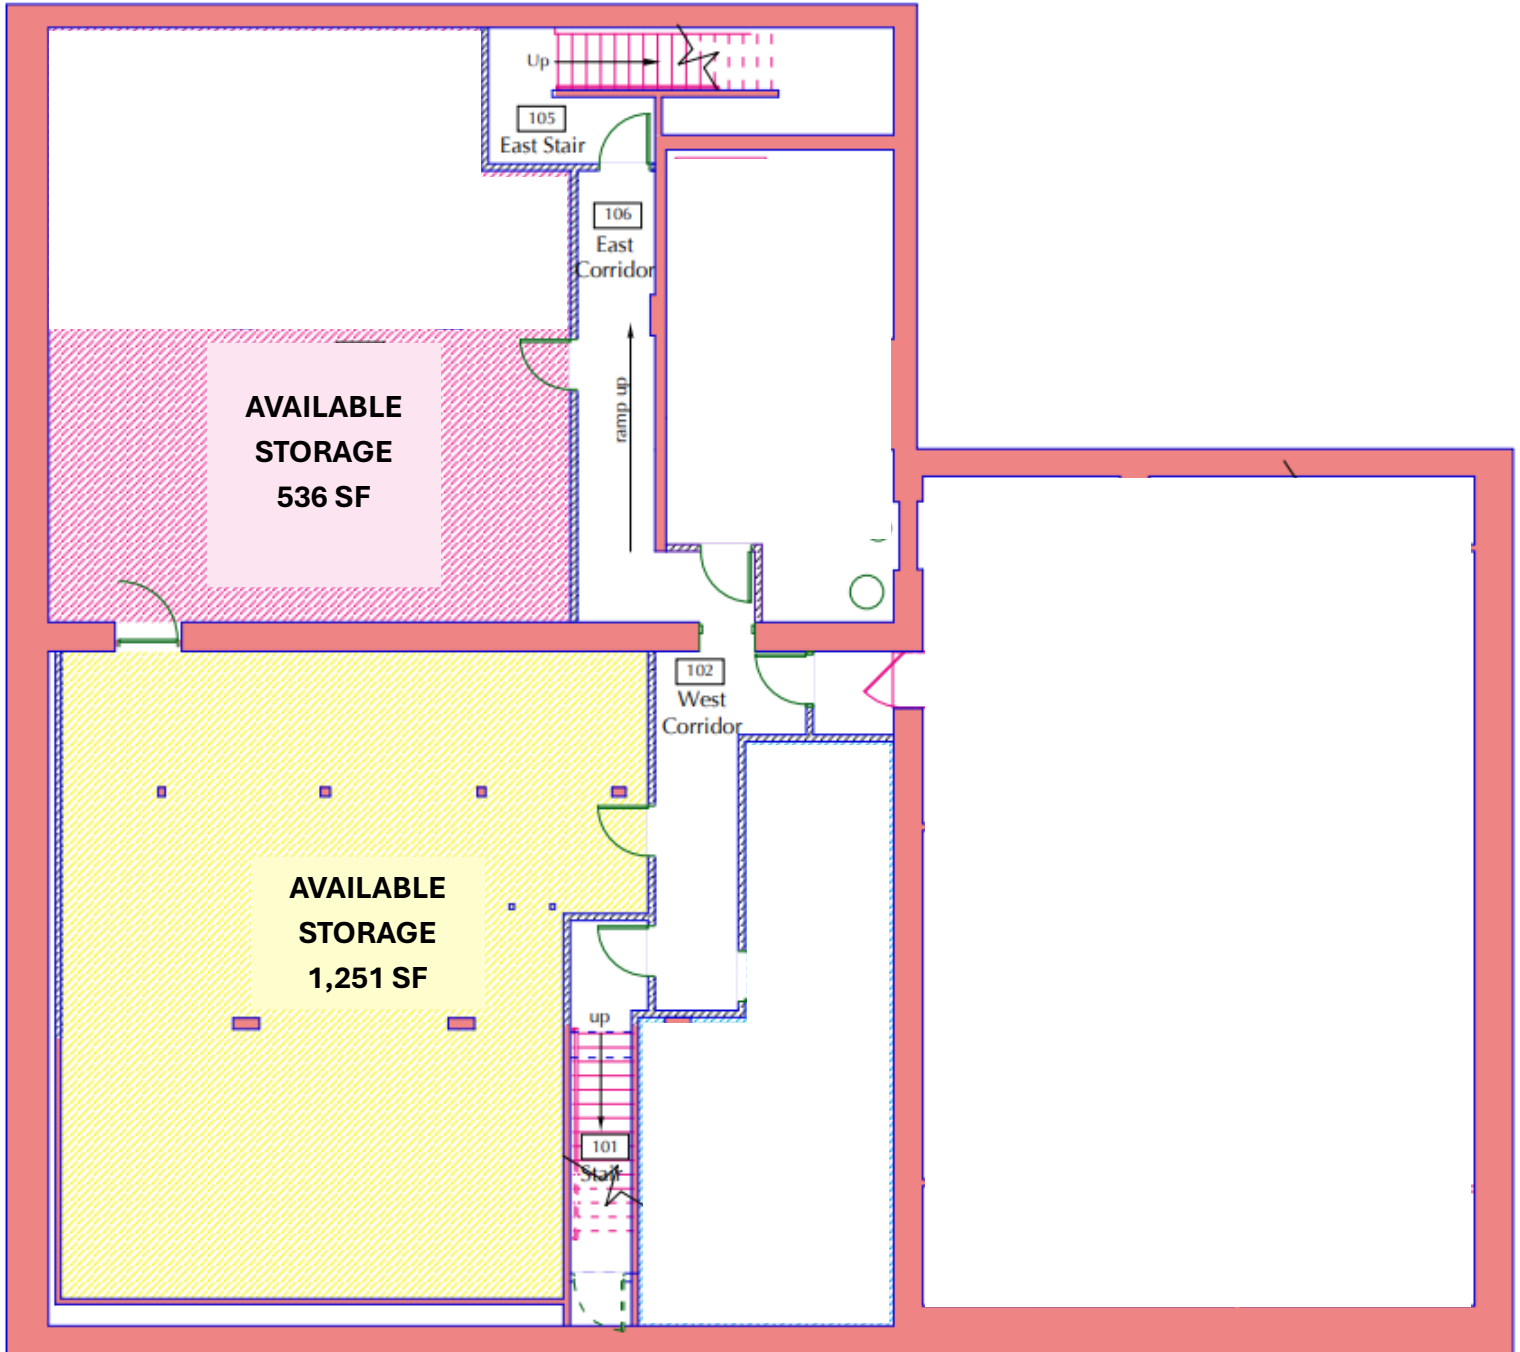 Up
105
East Stair
106
East
Corridor
ramp up
AVAILABLE
STORAGE
536 SF
102
West
Corridor
AVAILABLE
STORAGE
1,251 SF
up
101
Stair